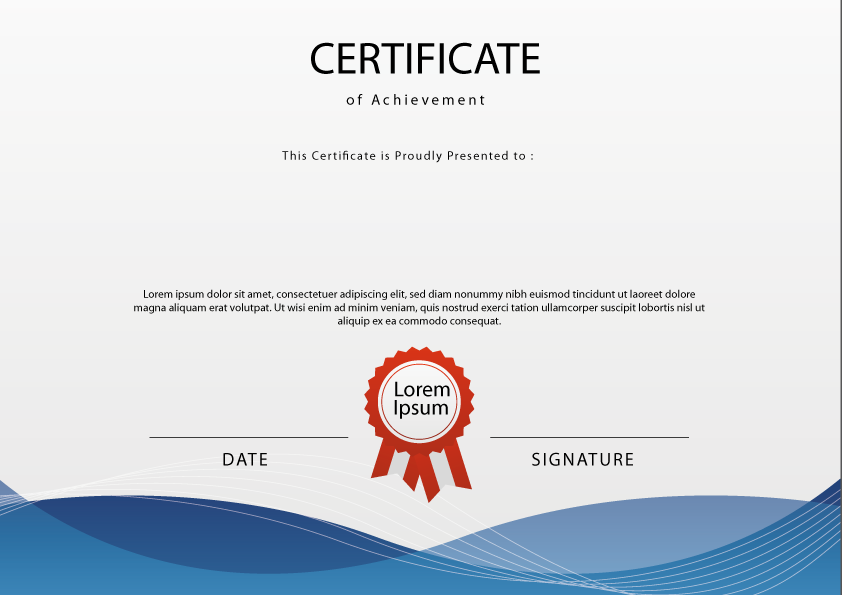 CERTIFICATE
of Achievement
This Certificate is Proudly Presented to :
Lorem ipsum dolor sit amet, consectetuer adipiscing elit, sed diam nonummy nibh euismod tincidunt ut laoreet dolore
magna aliquam erat volutpat. Ut wisi enim ad minim veniam, quis nostrud exerci tation ullamcorper suscipit lobortis nisl ut
aliquip ex ea commodo consequat.
Lorem
Ipsum
DATE
SIGNATURE